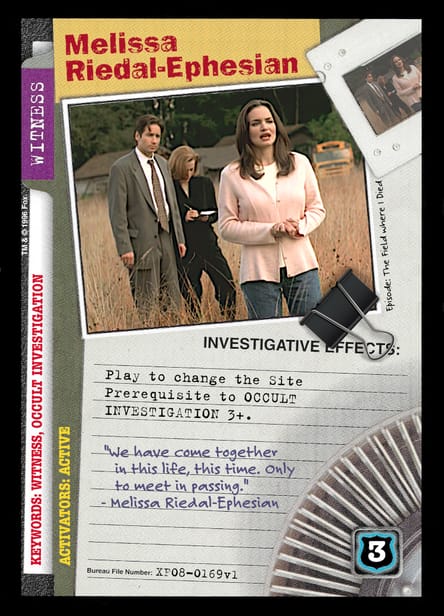 Melissa
Riedal-Ephesian
WITNESS
TM & © 1996 Fox
KEYWORDS: WITNESS, OCCULT INVESTIGATION
ACTIVATORS: ACTIVE
Episode: The Field where I Died
INVESTIGATIVE EFFECTS:
Play to change the Site
Prerequisite to OCCULT
INVESTIGATION 3+.
"We have come together
in this life, this time. Only
to meet in passing."
- Melissa Riedal-Ephesian
Bureau File Number: XF08-0169v1
3